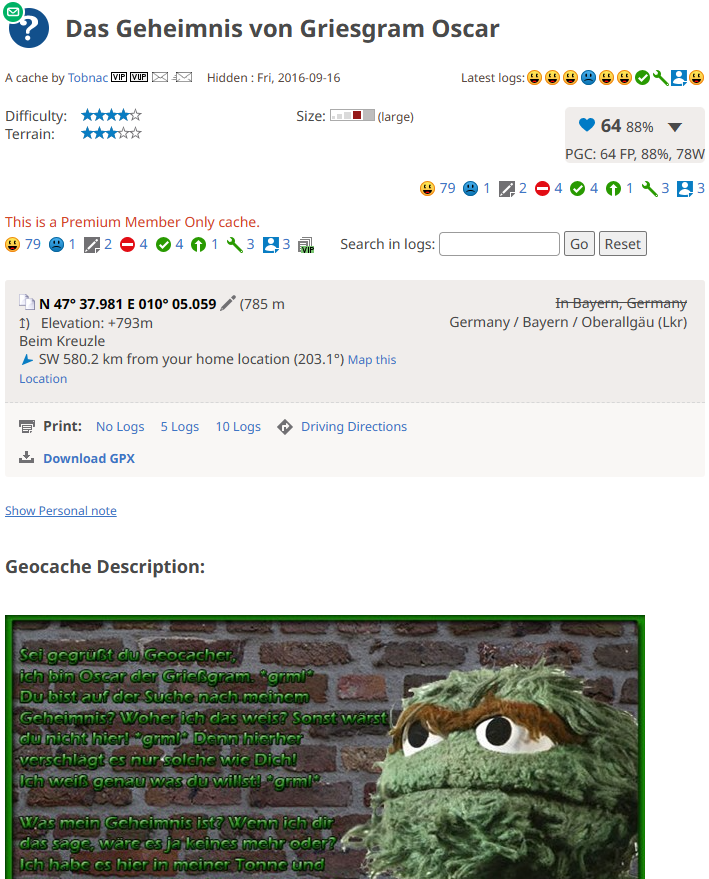 Das Geheimnis von Griesgram Oscar
A cache by Tobnac VIP VUP Hidden : Fri, 2016-09-16 Latest logs:
Difficulty: Size: (large)
Terrain:
64 88%
PGC: 64 FP, 88%, 78W
79 1 2 4 4 1 3 3
This is a Premium Member Only cache.
79 1 2 4 4 1 3 3 VIP Search in logs: Go Reset
N 47° 37.981 E 010° 05.059 (785 m
In Bayern, Germany
Elevation: +793m
Germany / Bayern / Oberallgäu (Lkr)
Beim Kreuzle
SW 580.2 km from your home location (203.1°) Map this
Location
Print: No Logs 5 Logs 10 Logs Driving Directions
Download GPX
Show Personal note
Geocache Description:
Sei gegrüßt du Geocacher,
ich bin Oscar der Grießgram. *grml*
Du bist auf der Suche nach meinem
Geheimnis? Woher ich das weis? Sonst wärst
du nicht hier! *grml* Denn hierher
verschlägt es nur solche wie Dich!
Ich weiß genau was du willst! *grml*
Was mein Geheimnis ist? Wenn ich dir
das sage, wäre es ja keines mehr oder?
Ich habe es hier in meiner Tonne und